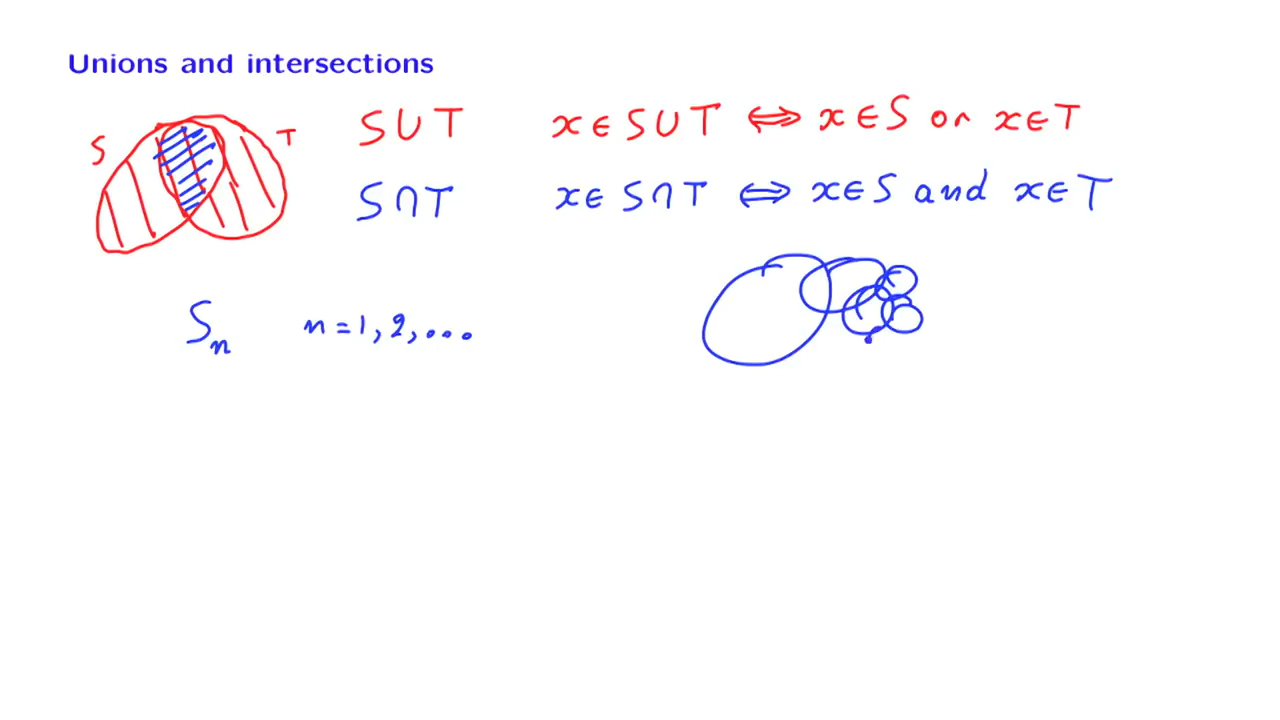 Unions and intersections
S T S ∪ T x ∈ S ∪ T ⇔ x ∈ S or x ∈ T
S ∩ T x ∈ S ∩ T ⇔ x ∈ S and x ∈ T
Sₙ n = 1, 2, ...